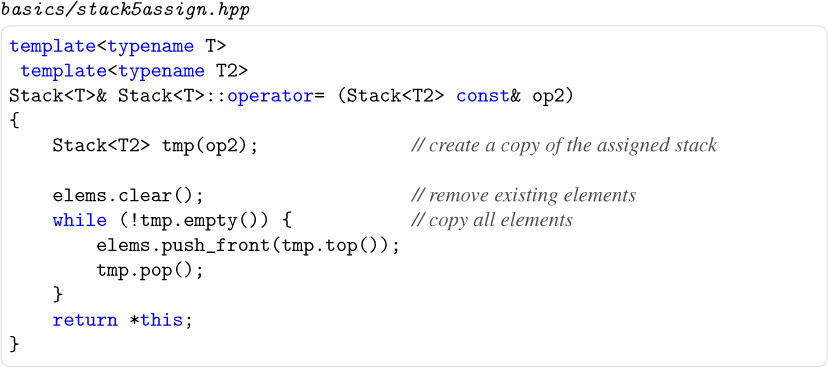 basics/stack5assign.hpp
template<typename T>
 template<typename T2>
Stack<T>& Stack<T>::operator= (Stack<T2> const& op2)
{
    Stack<T2> tmp(op2);              // create a copy of the assigned stack

    elems.clear();                   // remove existing elements
    while (!tmp.empty()) {           // copy all elements
        elems.push_front(tmp.top());
        tmp.pop();
    }
    return *this;
}